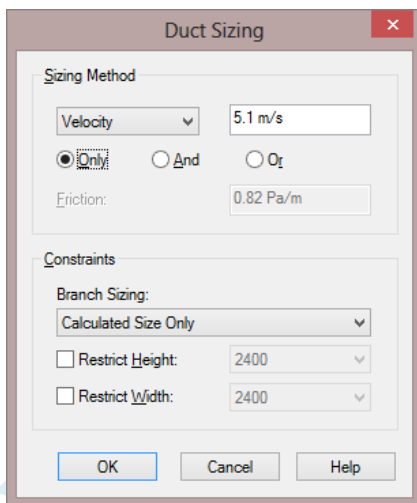 Duct Sizing
Sizing Method
Velocity 5.1 m/s
Only And Or
Friction: 0.82 Pa/m
Constraints
Branch Sizing:
Calculated Size Only
Restrict Height: 2400
Restrict Width: 2400
OK Cancel Help